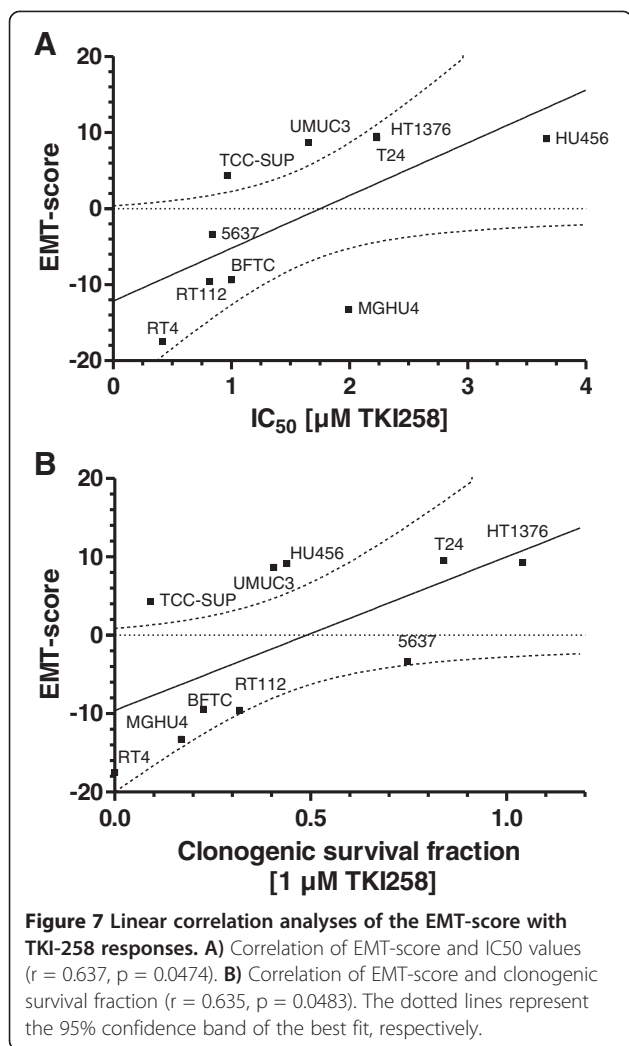 A
20
10
0
-10
-20
EMT-score
UMUC3
HT1376
TCC-SUP
T24
HU456
5637
BFTC
RT112
MGHU4
RT4
0 1 2 3 4
IC50 [µM TKI258]
B
20
10
0
-10
-20
EMT-score
HT1376
T24
HU456
UMUC3
TCC-SUP
5637
RT112
BFTC
MGHU4
RT4
0.0 0.5 1.0
Clonogenic survival fraction
[1 µM TKI258]
Figure 7 Linear correlation analyses of the EMT-score with
TKI-258 responses. A) Correlation of EMT-score and IC50 values
(r = 0.637, p = 0.0474). B) Correlation of EMT-score and clonogenic
survival fraction (r = 0.635, p = 0.0483). The dotted lines represent
the 95% confidence band of the best fit, respectively.